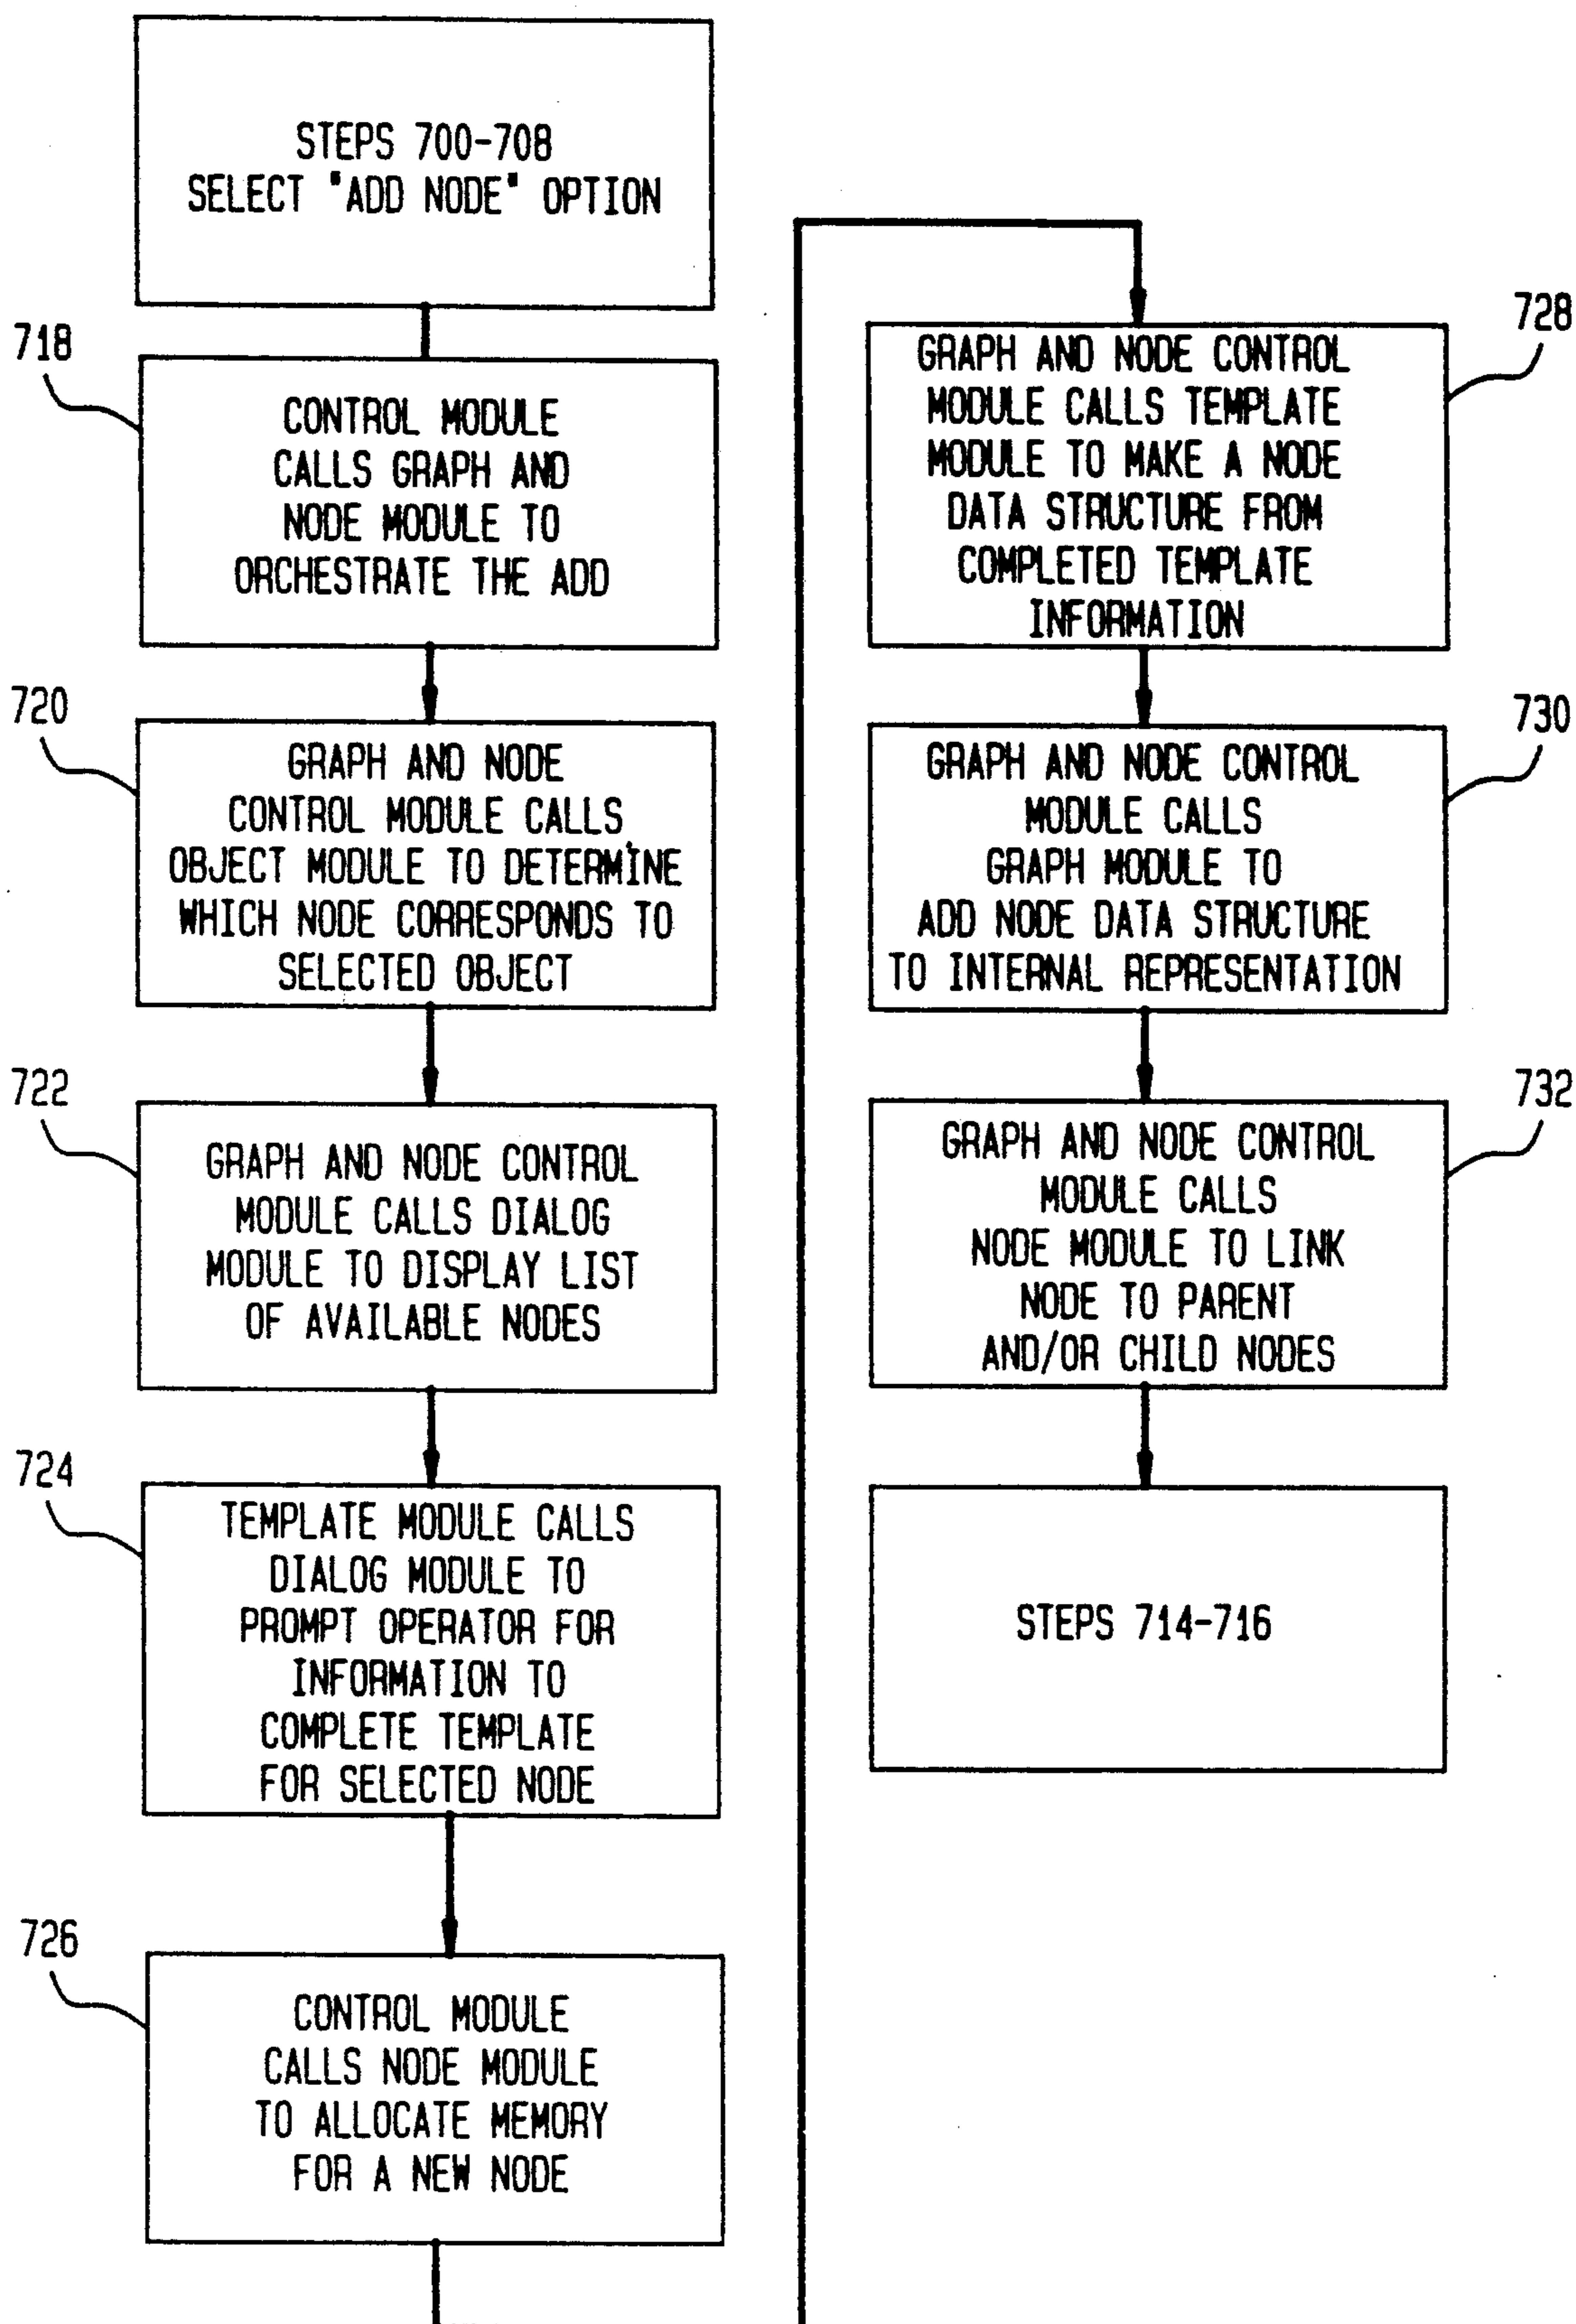 STEPS 700-708
SELECT "ADD NODE" OPTION
718
CONTROL MODULE
CALLS GRAPH AND
NODE MODULE TO
ORCHESTRATE THE ADD
720
GRAPH AND NODE
CONTROL MODULE CALLS
OBJECT MODULE TO DETERMINE
WHICH NODE CORRESPONDS TO
SELECTED OBJECT
722
GRAPH AND NODE CONTROL
MODULE CALLS DIALOG
MODULE TO DISPLAY LIST
OF AVAILABLE NODES
724
TEMPLATE MODULE CALLS
DIALOG MODULE TO
PROMPT OPERATOR FOR
INFORMATION TO
COMPLETE TEMPLATE
FOR SELECTED NODE
726
CONTROL MODULE
CALLS NODE MODULE
TO ALLOCATE MEMORY
FOR A NEW NODE
728
GRAPH AND NODE CONTROL
MODULE CALLS TEMPLATE
MODULE TO MAKE A NODE
DATA STRUCTURE FROM
COMPLETED TEMPLATE
INFORMATION
730
GRAPH AND NODE CONTROL
MODULE CALLS
GRAPH MODULE TO
ADD NODE DATA STRUCTURE
TO INTERNAL REPRESENTATION
732
GRAPH AND NODE CONTROL
MODULE CALLS
NODE MODULE TO LINK
NODE TO PARENT
AND/OR CHILD NODES
STEPS 714-716